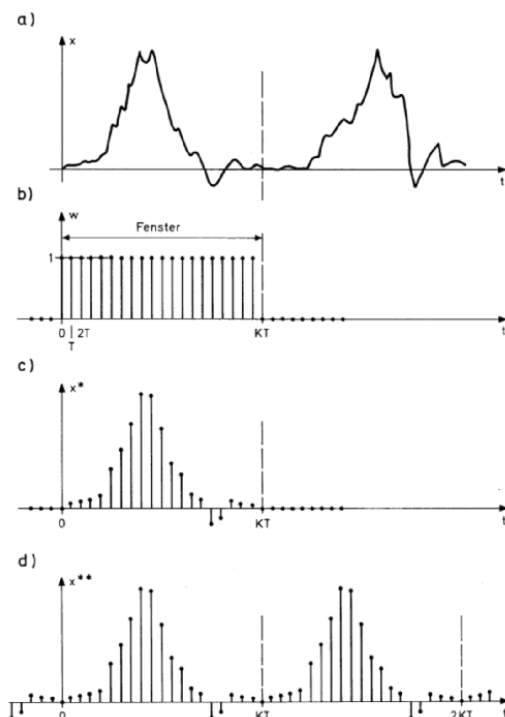 a)
x
t
b)
w
Fenster
1
0 2T KT t
T
c)
x*
0 KT t
d)
x**
0 KT 2KT t